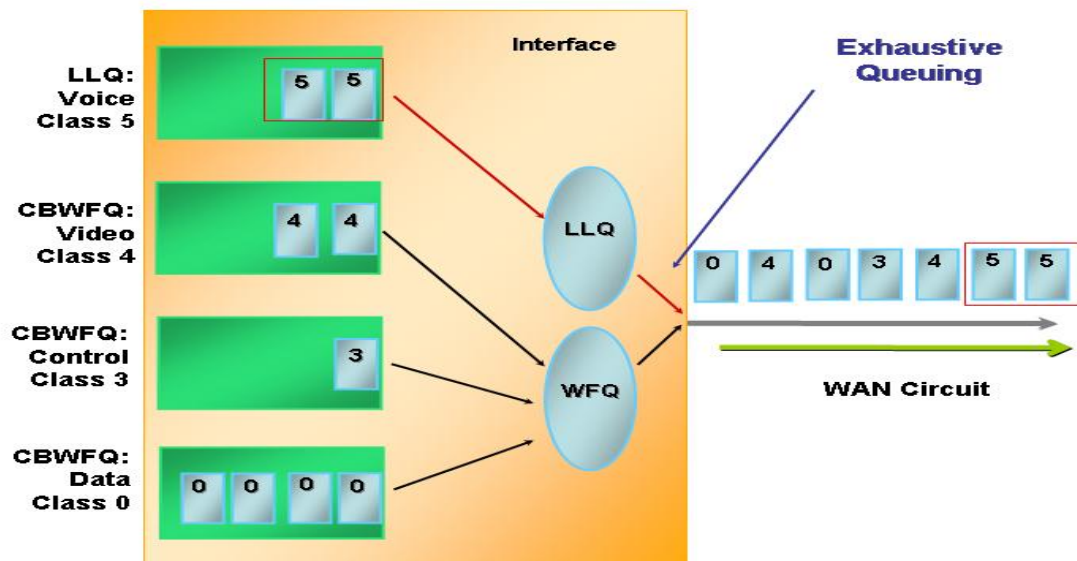 Interface
Exhaustive
Queuing
LLQ:
Voice
Class 5
5 5
CBWFQ:
Video
Class 4
4 4
LLQ
0 4 0 3 4 5 5
CBWFQ:
Control
Class 3
3
WFQ
WAN Circuit
CBWFQ:
Data
Class 0
0 0 0 0